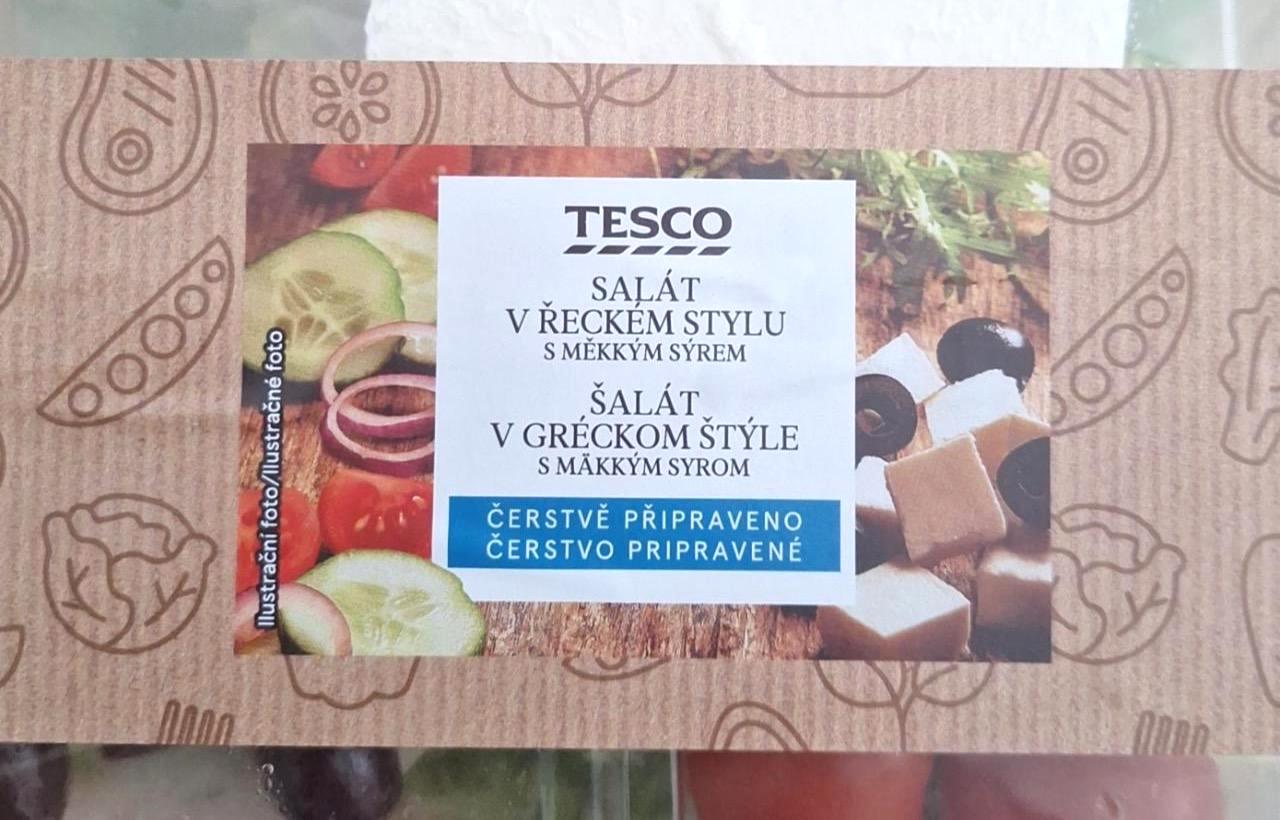 TESCO
SALÁT
V ŘECKÉM STYLU
S MĚKKÝM SÝREM
ŠALÁT
V GRÉCKOM ŠTÝLE
S MÄKKÝM SYROM
ČERSTVĚ PŘIPRAVENO
ČERSTVO PRIPRAVENÉ
Ilustrační foto/Ilustračné foto